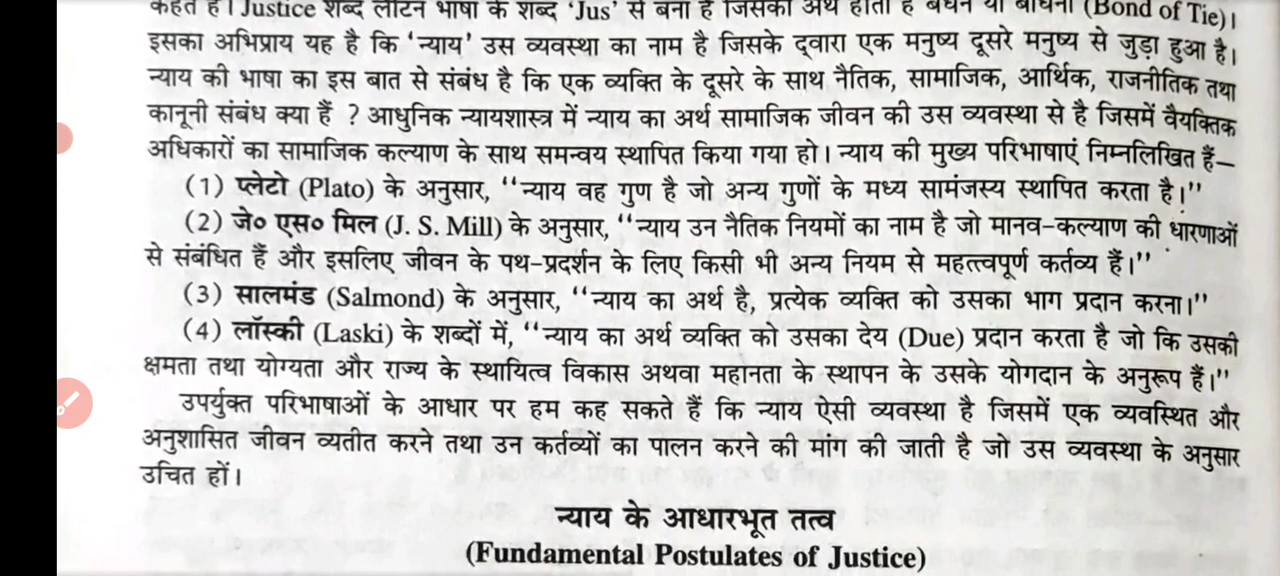 कहते हैं। Justice शब्द लैटिन भाषा के शब्द 'Jus' से बना है जिसका अर्थ होता है बंधन या बांधना (Bond of Tie)।
इसका अभिप्राय यह है कि 'न्याय' उस व्यवस्था का नाम है जिसके द्वारा एक मनुष्य दूसरे मनुष्य से जुड़ा हुआ है।
न्याय की भाषा का इस बात से संबंध है कि एक व्यक्ति के दूसरे के साथ नैतिक, सामाजिक, आर्थिक, राजनीतिक तथा
कानूनी संबंध क्या हैं ? आधुनिक न्यायशास्त्र में न्याय का अर्थ सामाजिक जीवन की उस व्यवस्था से है जिसमें वैयक्तिक
अधिकारों का सामाजिक कल्याण के साथ समन्वय स्थापित किया गया हो। न्याय की मुख्य परिभाषाएं निम्नलिखित हैं—
(1) प्लेटो (Plato) के अनुसार, ''न्याय वह गुण है जो अन्य गुणों के मध्य सामंजस्य स्थापित करता है।''
(2) जे० एस० मिल (J. S. Mill) के अनुसार, ''न्याय उन नैतिक नियमों का नाम है जो मानव-कल्याण की धारणाओं
से संबंधित हैं और इसलिए जीवन के पथ-प्रदर्शन के लिए किसी भी अन्य नियम से महत्त्वपूर्ण कर्तव्य हैं।''
(3) सालमंड (Salmond) के अनुसार, ''न्याय का अर्थ है, प्रत्येक व्यक्ति को उसका भाग प्रदान करना।''
(4) लॉस्की (Laski) के शब्दों में, ''न्याय का अर्थ व्यक्ति को उसका देय (Due) प्रदान करता है जो कि उसकी
क्षमता तथा योग्यता और राज्य के स्थायित्व विकास अथवा महानता के स्थापन के उसके योगदान के अनुरूप हैं।''
उपर्युक्त परिभाषाओं के आधार पर हम कह सकते हैं कि न्याय ऐसी व्यवस्था है जिसमें एक व्यवस्थित और
अनुशासित जीवन व्यतीत करने तथा उन कर्तव्यों का पालन करने की मांग की जाती है जो उस व्यवस्था के अनुसार
उचित हों।
न्याय के आधारभूत तत्व
(Fundamental Postulates of Justice)